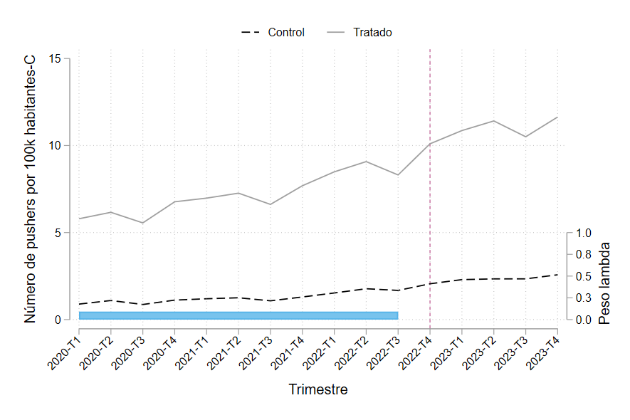 Control Tratado
Número de pushers por 100k habitantes-C
15
10
5
0
1.0
0.8
0.5
0.3
0.0
Peso lambda
2020-T1 2020-T2 2020-T3 2020-T4 2021-T1 2021-T2 2021-T3 2021-T4 2022-T1 2022-T2 2022-T3 2022-T4 2023-T1 2023-T2 2023-T3 2023-T4
Trimestre